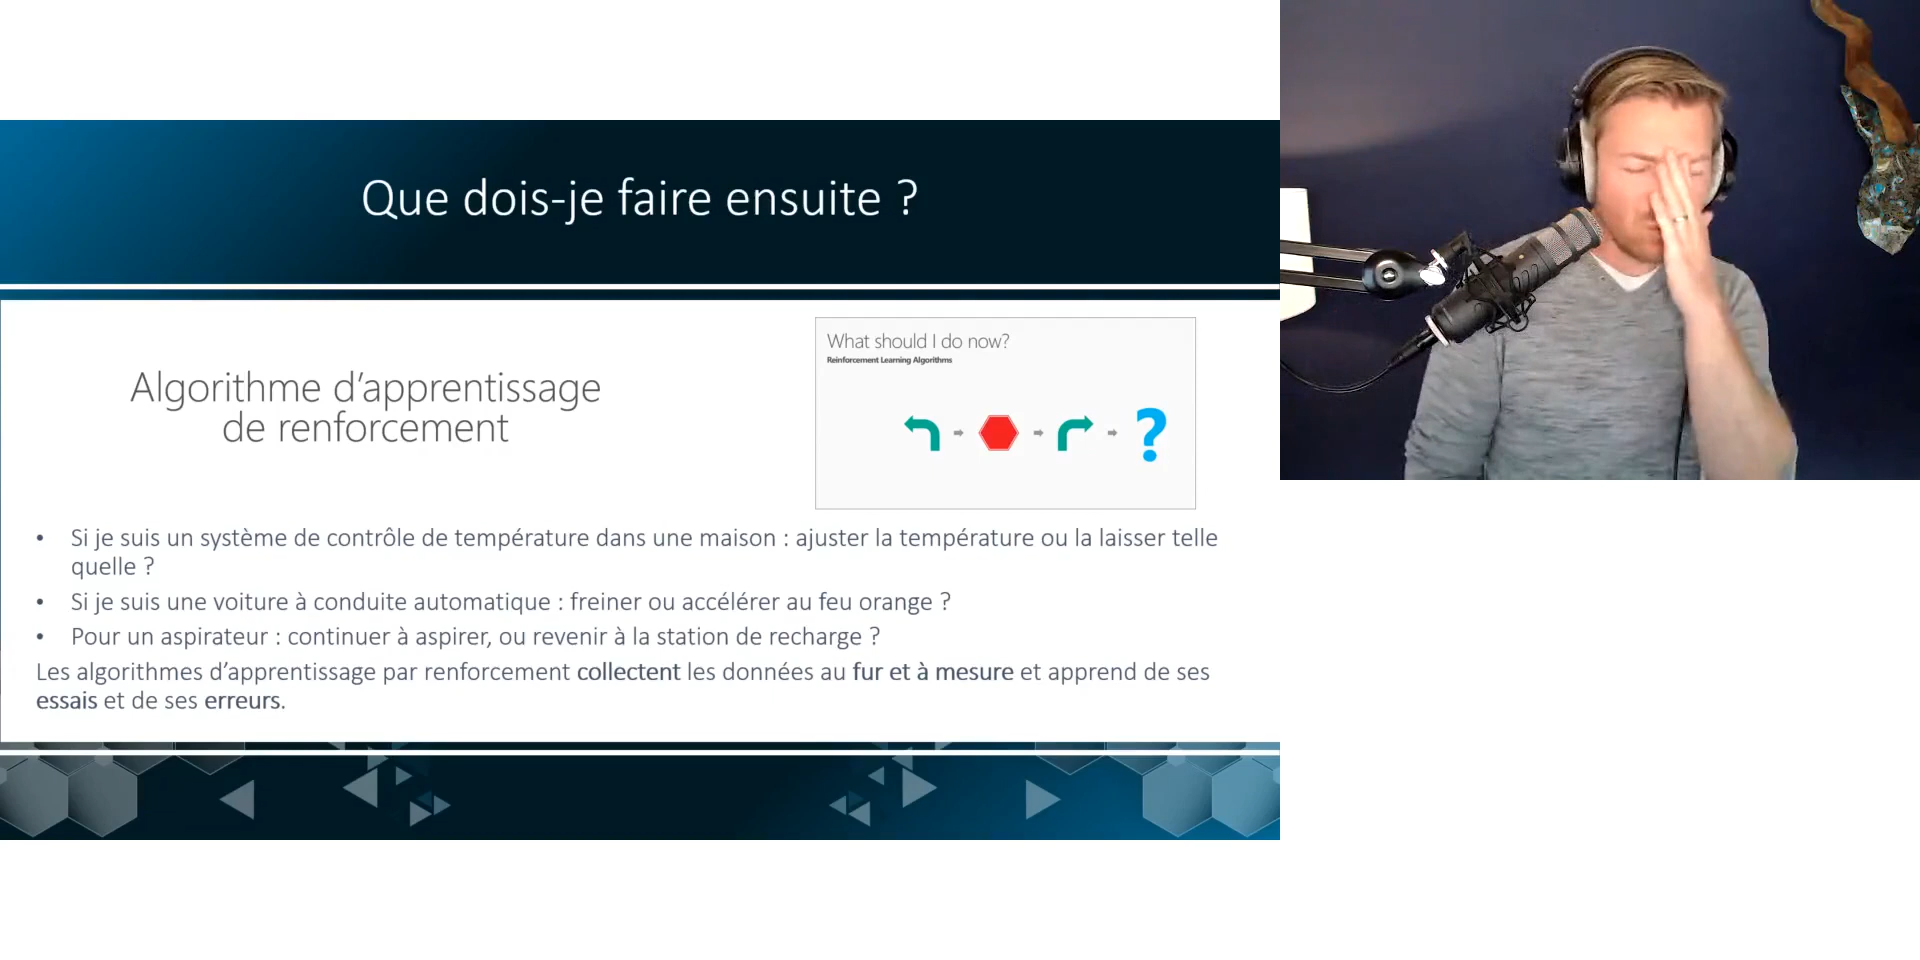 Que dois-je faire ensuite ?
Algorithme d’apprentissage
de renforcement
What should I do now?
Reinforcement Learning Algorithms
?
• Si je suis un système de contrôle de température dans une maison : ajuster la température ou la laisser telle
quelle ?
• Si je suis une voiture à conduite automatique : freiner ou accélérer au feu orange ?
• Pour un aspirateur : continuer à aspirer, ou revenir à la station de recharge ?
Les algorithmes d’apprentissage par renforcement collectent les données au fur et à mesure et apprend de ses
essais et de ses erreurs.